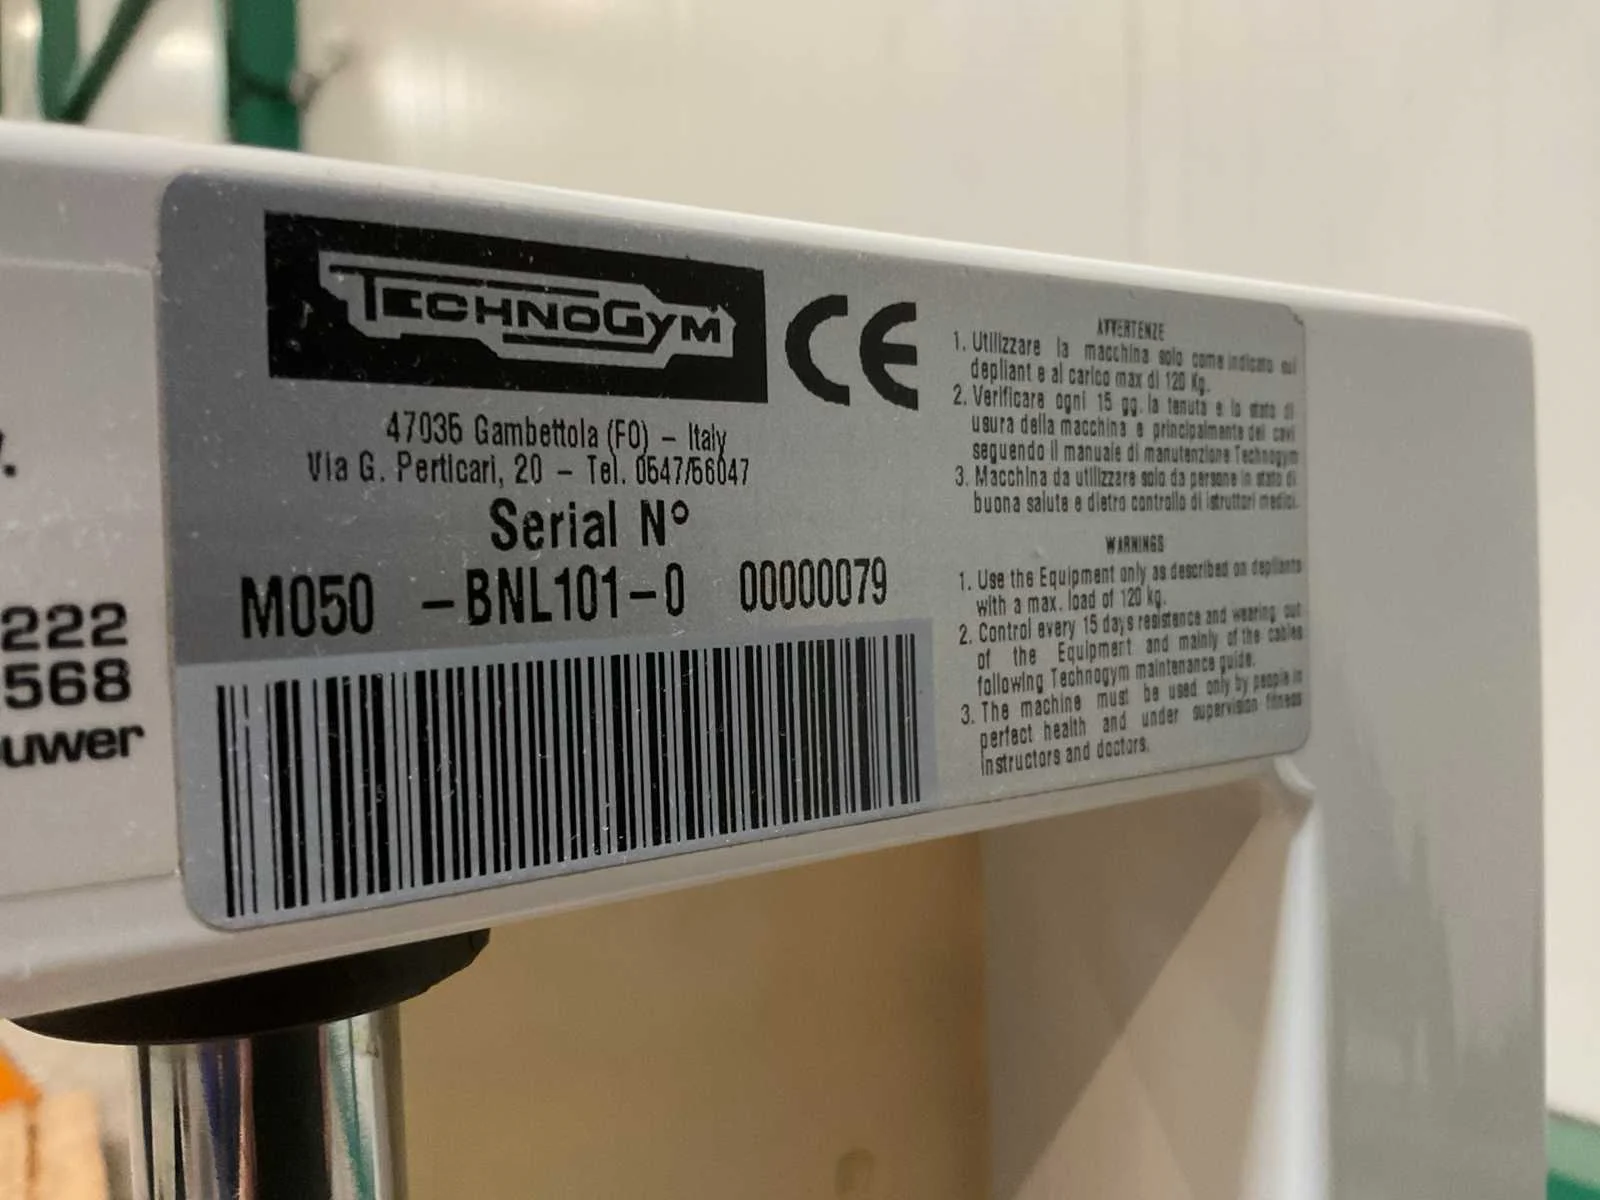 .
222
568
uwer
TECHNOGYM CE
47035 Gambettola (FO) – Italy
Via G. Perticari, 20 – Tel. 0547/56047
Serial N°
M050 –BNL101–0 00000079
AVVERTENZE
1. Utilizzare la macchina solo come indicato sul
depliant e al carico max di 120 Kg.
2. Verificare ogni 15 gg. la tenuta e lo stato di
usura della macchina e principalmente dei cavi
seguendo il manuale di manutenzione Technogym
3. Macchina da utilizzare solo da persone in stato di
buona salute e dietro controllo di istruttori medici.
WARNINGS
1. Use the Equipment only as described on depliants
with a max. load of 120 kg.
2. Control every 15 days resistence and wearing out
of the Equipment and mainly of the cables
following Technogym maintenance guide.
3. The machine must be used only by people in
perfect health and under supervision fitness
instructors and doctors.